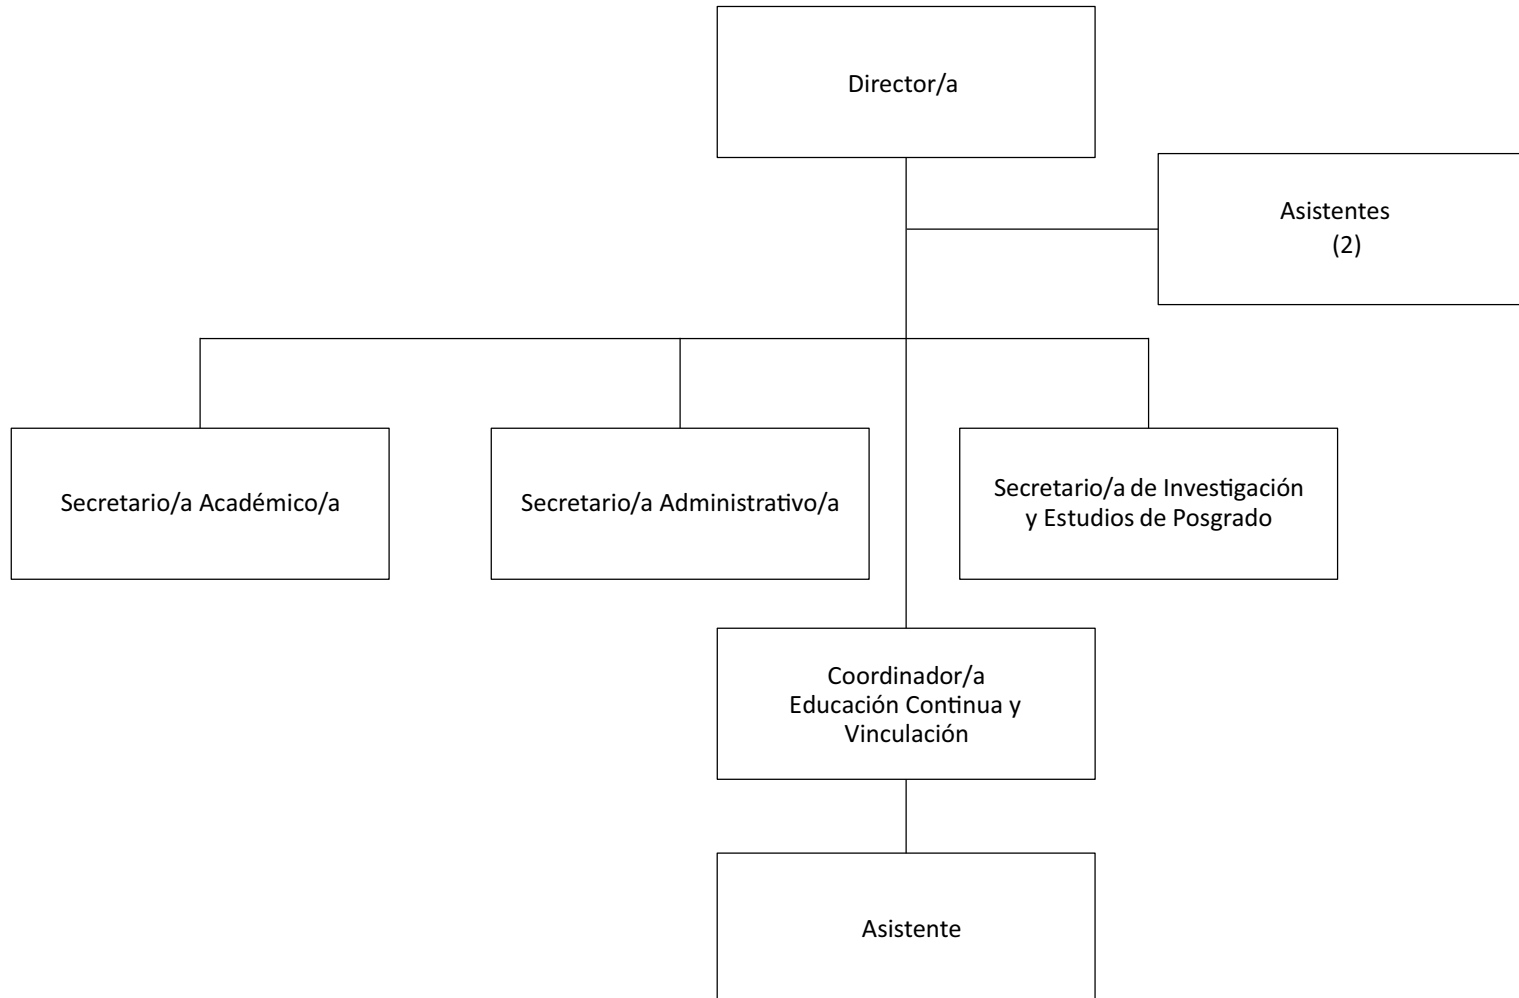 Director/a
Asistentes
(2)
Secretario/a Académico/a
Secretario/a Administrativo/a
Secretario/a de Investigación
y Estudios de Posgrado
Coordinador/a
Educación Continua y
Vinculación
Asistente